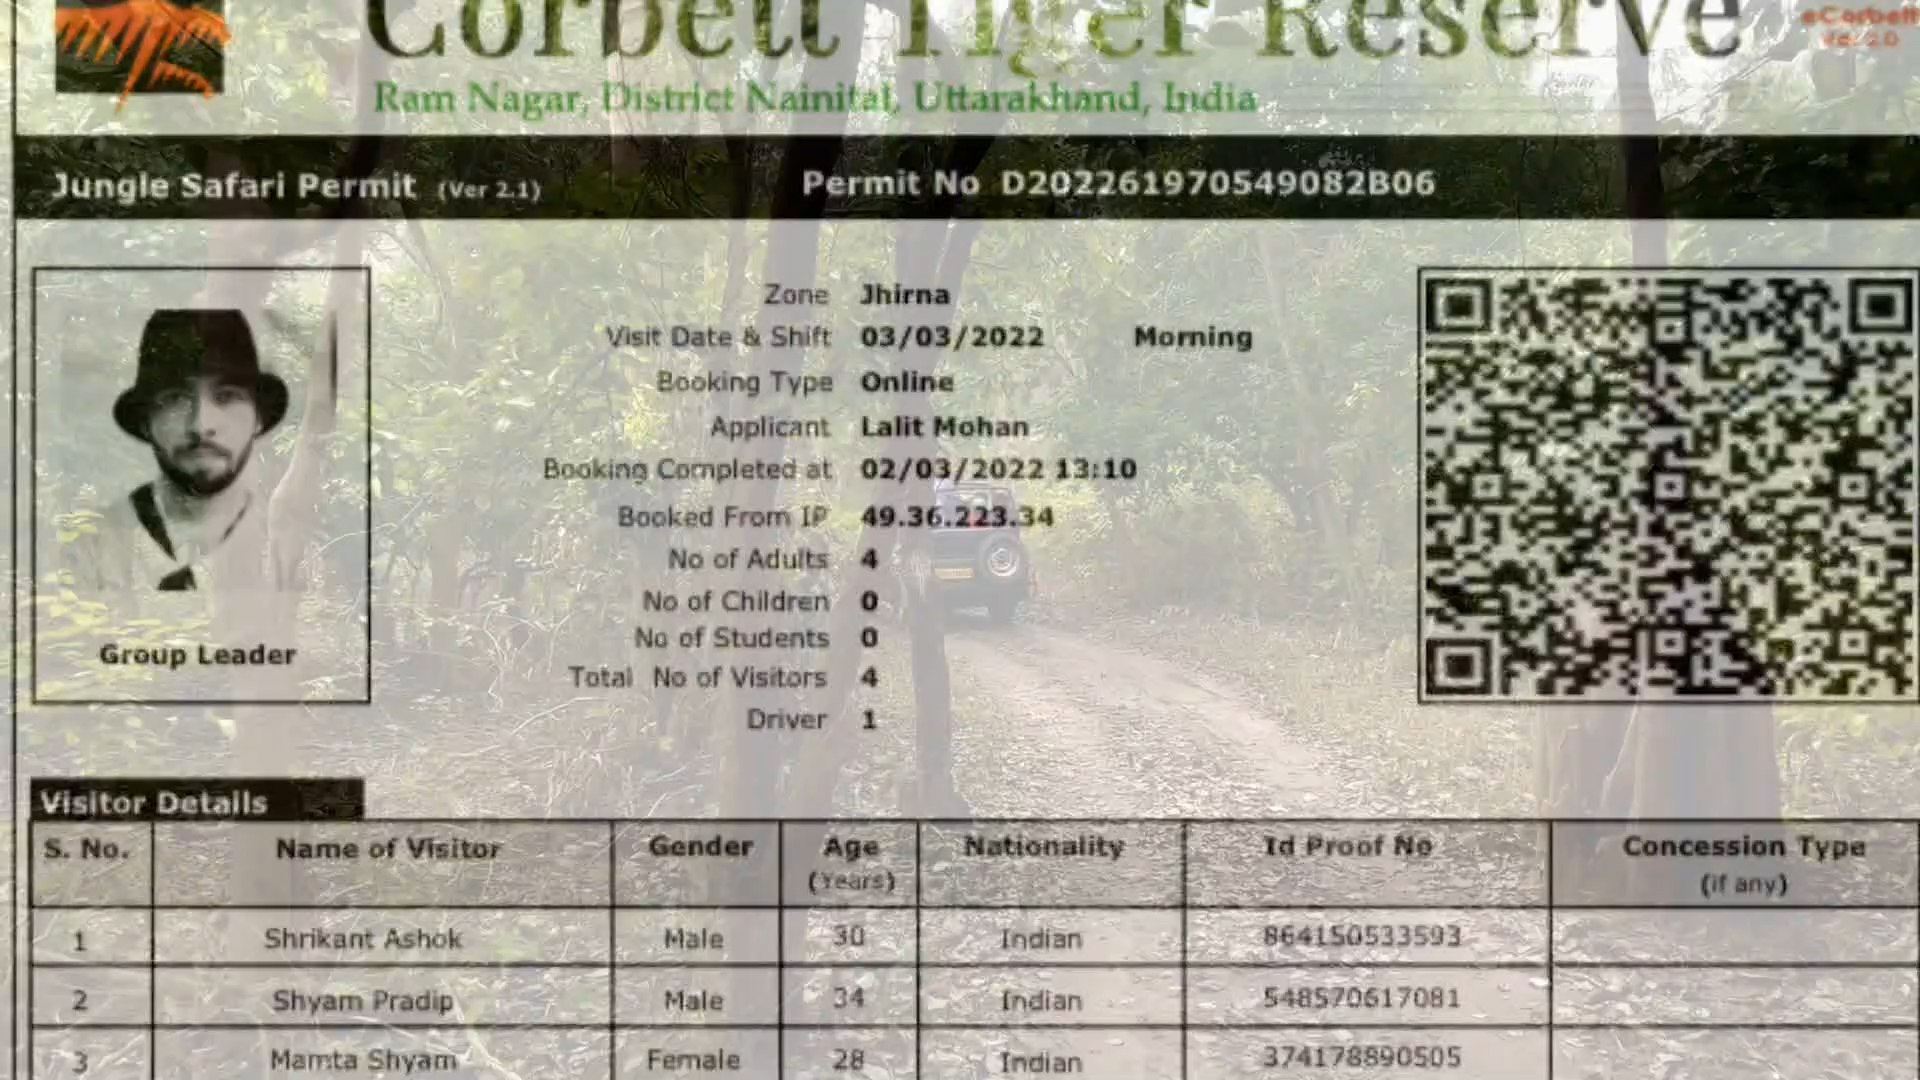 Corbett Tiger Reserve
eCorbett
Ver 2.0
Ram Nagar, District Nainital, Uttarakhand, India
Jungle Safari Permit (Ver 2.1) Permit No D202261970549082B06
Zone Jhirna
Visit Date & Shift 03/03/2022 Morning
Booking Type Online
Applicant Lalit Mohan
Booking Completed at 02/03/2022 13:10
Booked From IP 49.36.223.34
No of Adults 4
No of Children 0
No of Students 0
Total No of Visitors 4
Driver 1
Group Leader
Visitor Details
S. No. Name of Visitor Gender Age (Years) Nationality Id Proof No Concession Type (if any)
1 Shrikant Ashok Male 30 Indian 864150533593
2 Shyam Pradip Male 34 Indian 548570617081
3 Mamta Shyam Female 28 Indian 374178890505